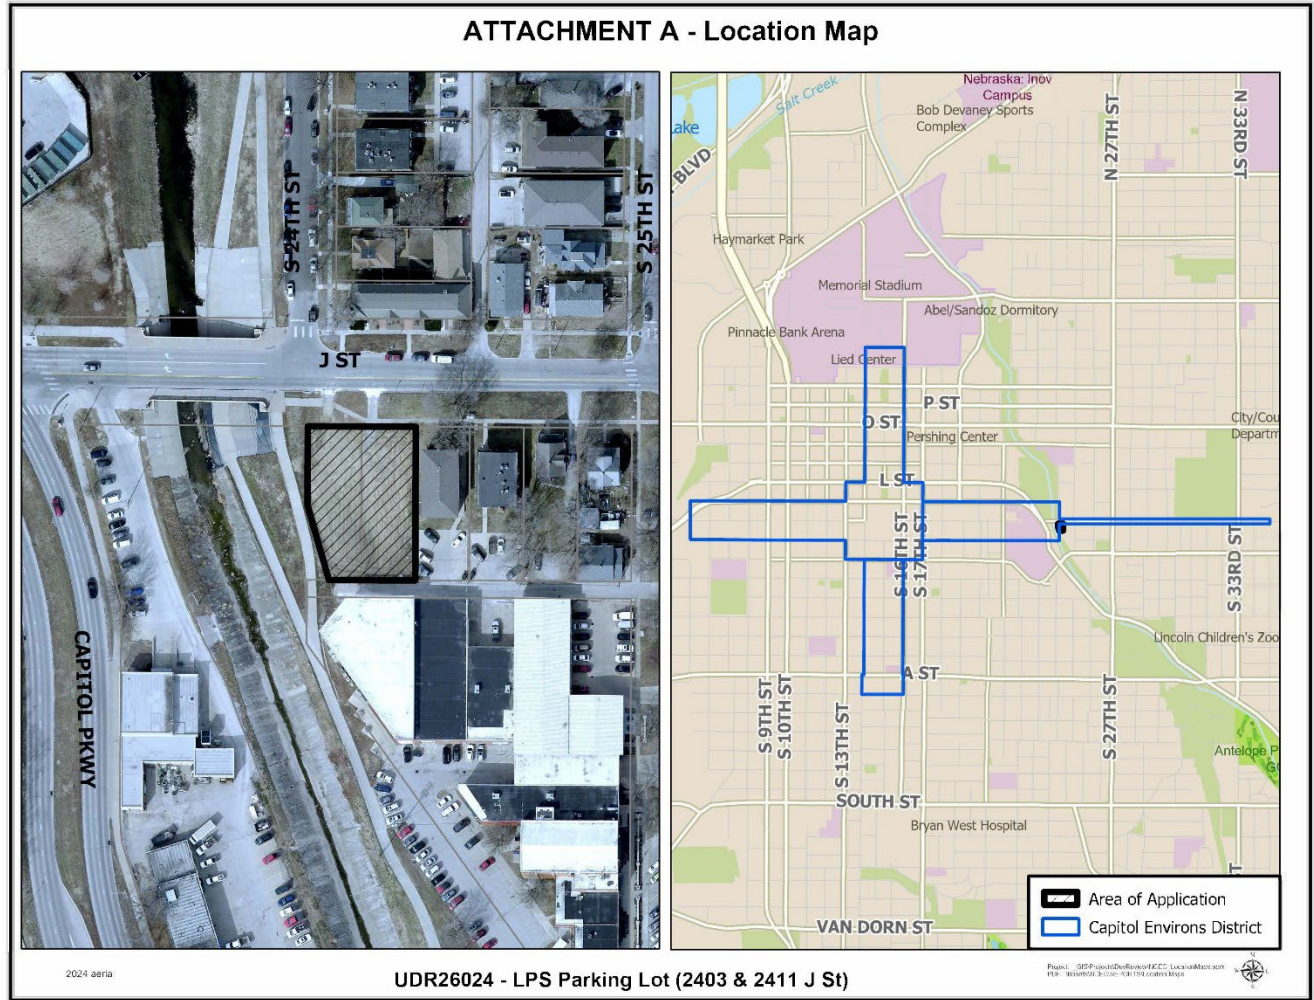 ATTACHMENT A - Location Map
S 24TH ST
S 25TH ST
J ST
CAPITOL PKWY
Nebraska; Inov
Campus
Salt Creek
Bob Devaney Sports
Complex
N 27TH ST
N 33RD ST
Lake
BLVD
Haymarket Park
Memorial Stadium
Abel/Sandoz Dormitory
Pinnacle Bank Arena
Lied Center
P ST
O ST
City/Cou
Departm
Pershing Center
L ST
S 16TH ST
S 17TH ST
S 33RD ST
Lincoln Children's Zoo
A ST
S 9TH ST
S 10TH ST
S 13TH ST
S 27TH ST
Antelope P
SOUTH ST
Bryan West Hospital
VAN DORN ST
Area of Application
Capitol Environs District
2024 aeria
UDR26024 - LPS Parking Lot (2403 & 2411 J St)